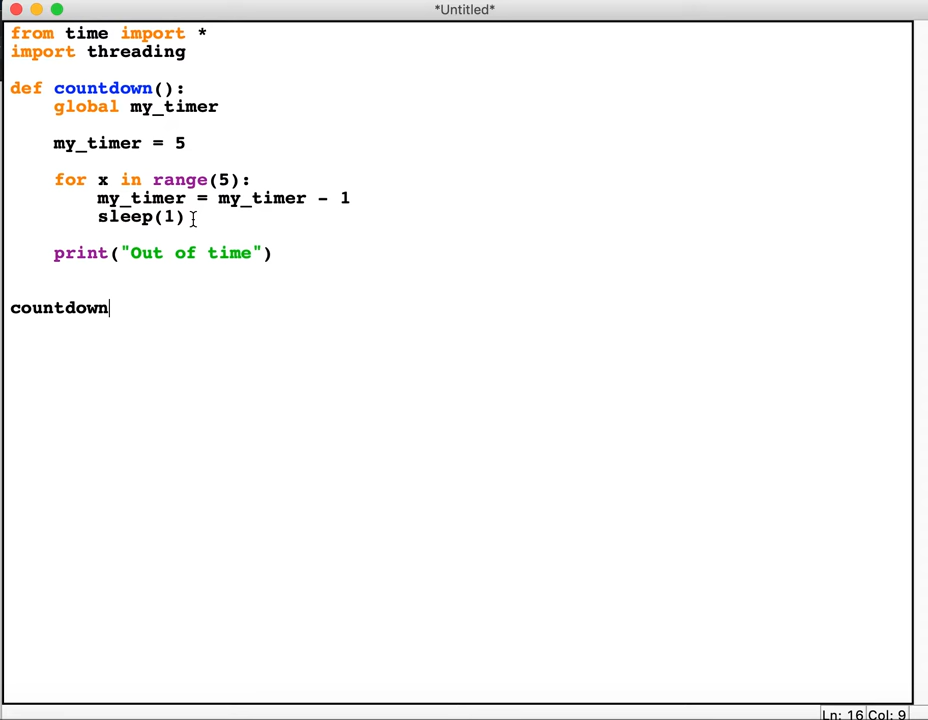 *Untitled*
from time import *
import threading
def countdown():
    global my_timer
    my_timer = 5
    for x in range(5):
        my_timer = my_timer - 1
        sleep(1)
    print("Out of time")
countdown
Ln: 16 Col: 9